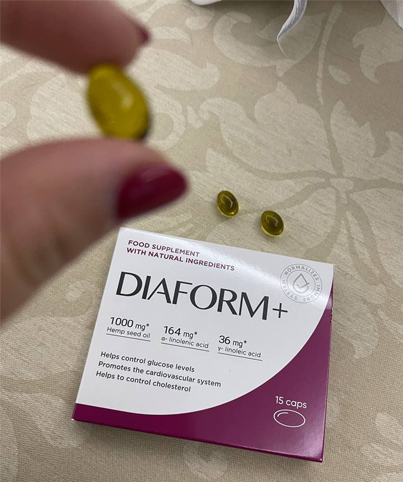 FOOD SUPPLEMENT
WITH NATURAL INGREDIENTS
DIAFORM+
1000 mg*
Hemp seed oil
164 mg*
α- linolenic acid
36 mg*
γ- linoleic acid
Helps control glucose levels
Promotes the cardiovascular system
Helps to control cholesterol
15 caps